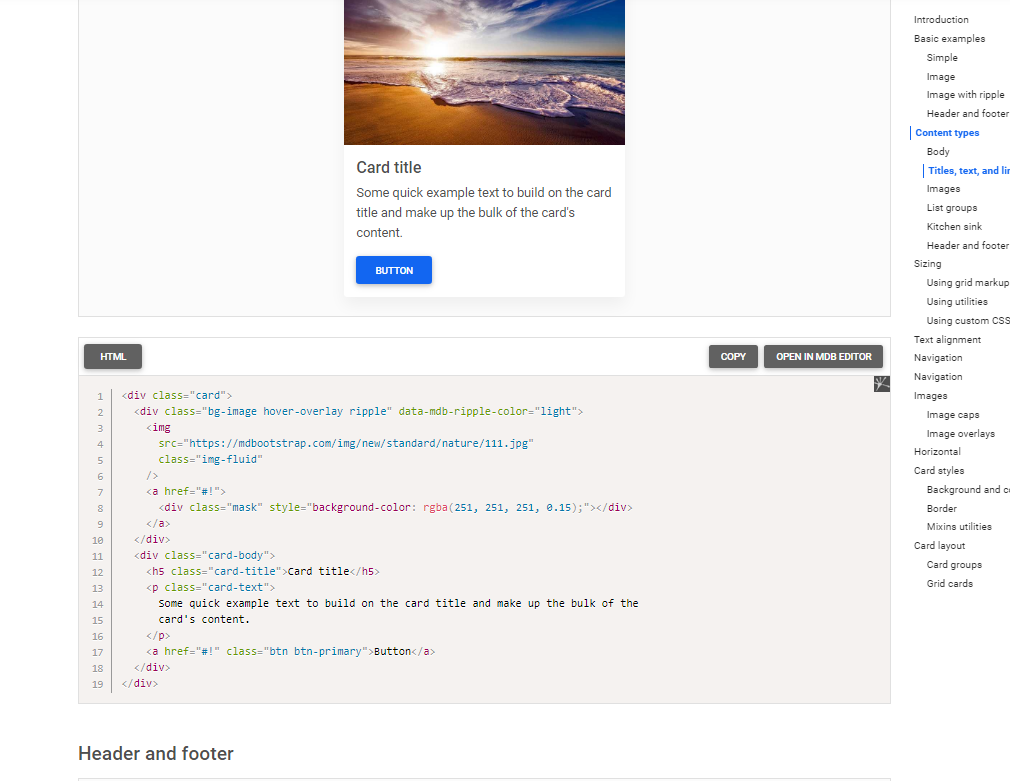 Card title
Some quick example text to build on the card
title and make up the bulk of the card's
content.
BUTTON
HTML
COPY
OPEN IN MDB EDITOR
1 <div class="card">
2 <div class="bg-image hover-overlay ripple" data-mdb-ripple-color="light">
3 <img
4 src="https://mdbootstrap.com/img/new/standard/nature/111.jpg"
5 class="img-fluid"
6 />
7 <a href="#!">
8 <div class="mask" style="background-color: rgba(251, 251, 251, 0.15);"></div>
9 </a>
10 </div>
11 <div class="card-body">
12 <h5 class="card-title">Card title</h5>
13 <p class="card-text">
14 Some quick example text to build on the card title and make up the bulk of the
15 card's content.
16 </p>
17 <a href="#!" class="btn btn-primary">Button</a>
18 </div>
19 </div>
Header and footer
Introduction
Basic examples
Simple
Image
Image with ripple
Header and footer
Content types
Body
Titles, text, and lin
Images
List groups
Kitchen sink
Header and footer
Sizing
Using grid markup
Using utilities
Using custom CSS
Text alignment
Navigation
Navigation
Images
Image caps
Image overlays
Horizontal
Card styles
Background and co
Border
Mixins utilities
Card layout
Card groups
Grid cards